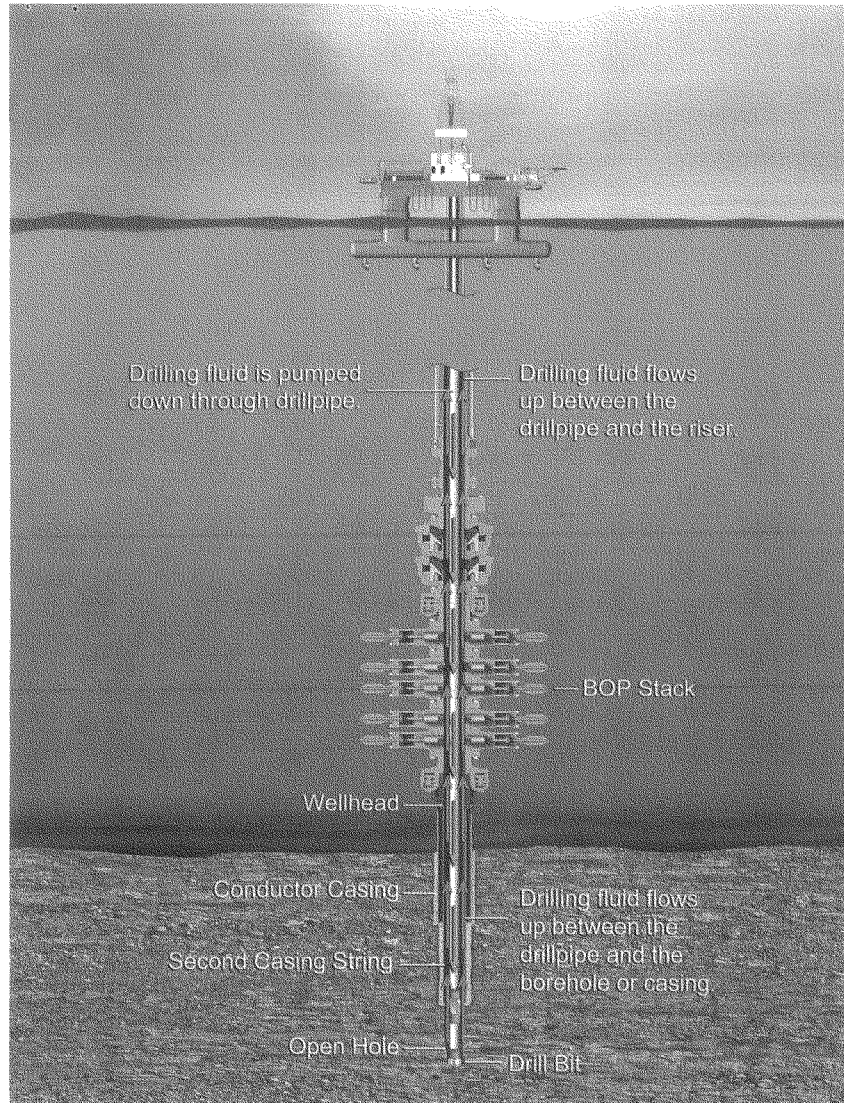 Drilling fluid is pumped
down through drillpipe.
Drilling fluid flows
up between the
drillpipe and the riser.
BOP Stack
Wellhead
Conductor Casing
Drilling fluid flows
up between the
drillpipe and the
borehole or casing.
Second Casing String
Open Hole
Drill Bit